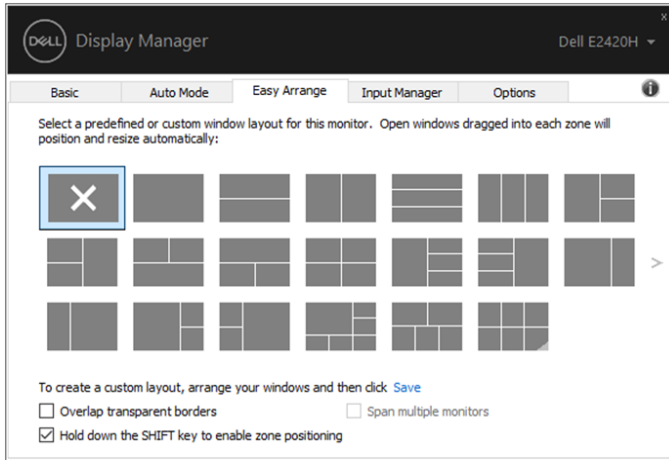 x
DELL Display Manager
Dell E2420H
Basic Auto Mode Easy Arrange Input Manager Options
Select a predefined or custom window layout for this monitor. Open windows dragged into each zone will
position and resize automatically:
To create a custom layout, arrange your windows and then click Save
Overlap transparent borders Span multiple monitors
Hold down the SHIFT key to enable zone positioning